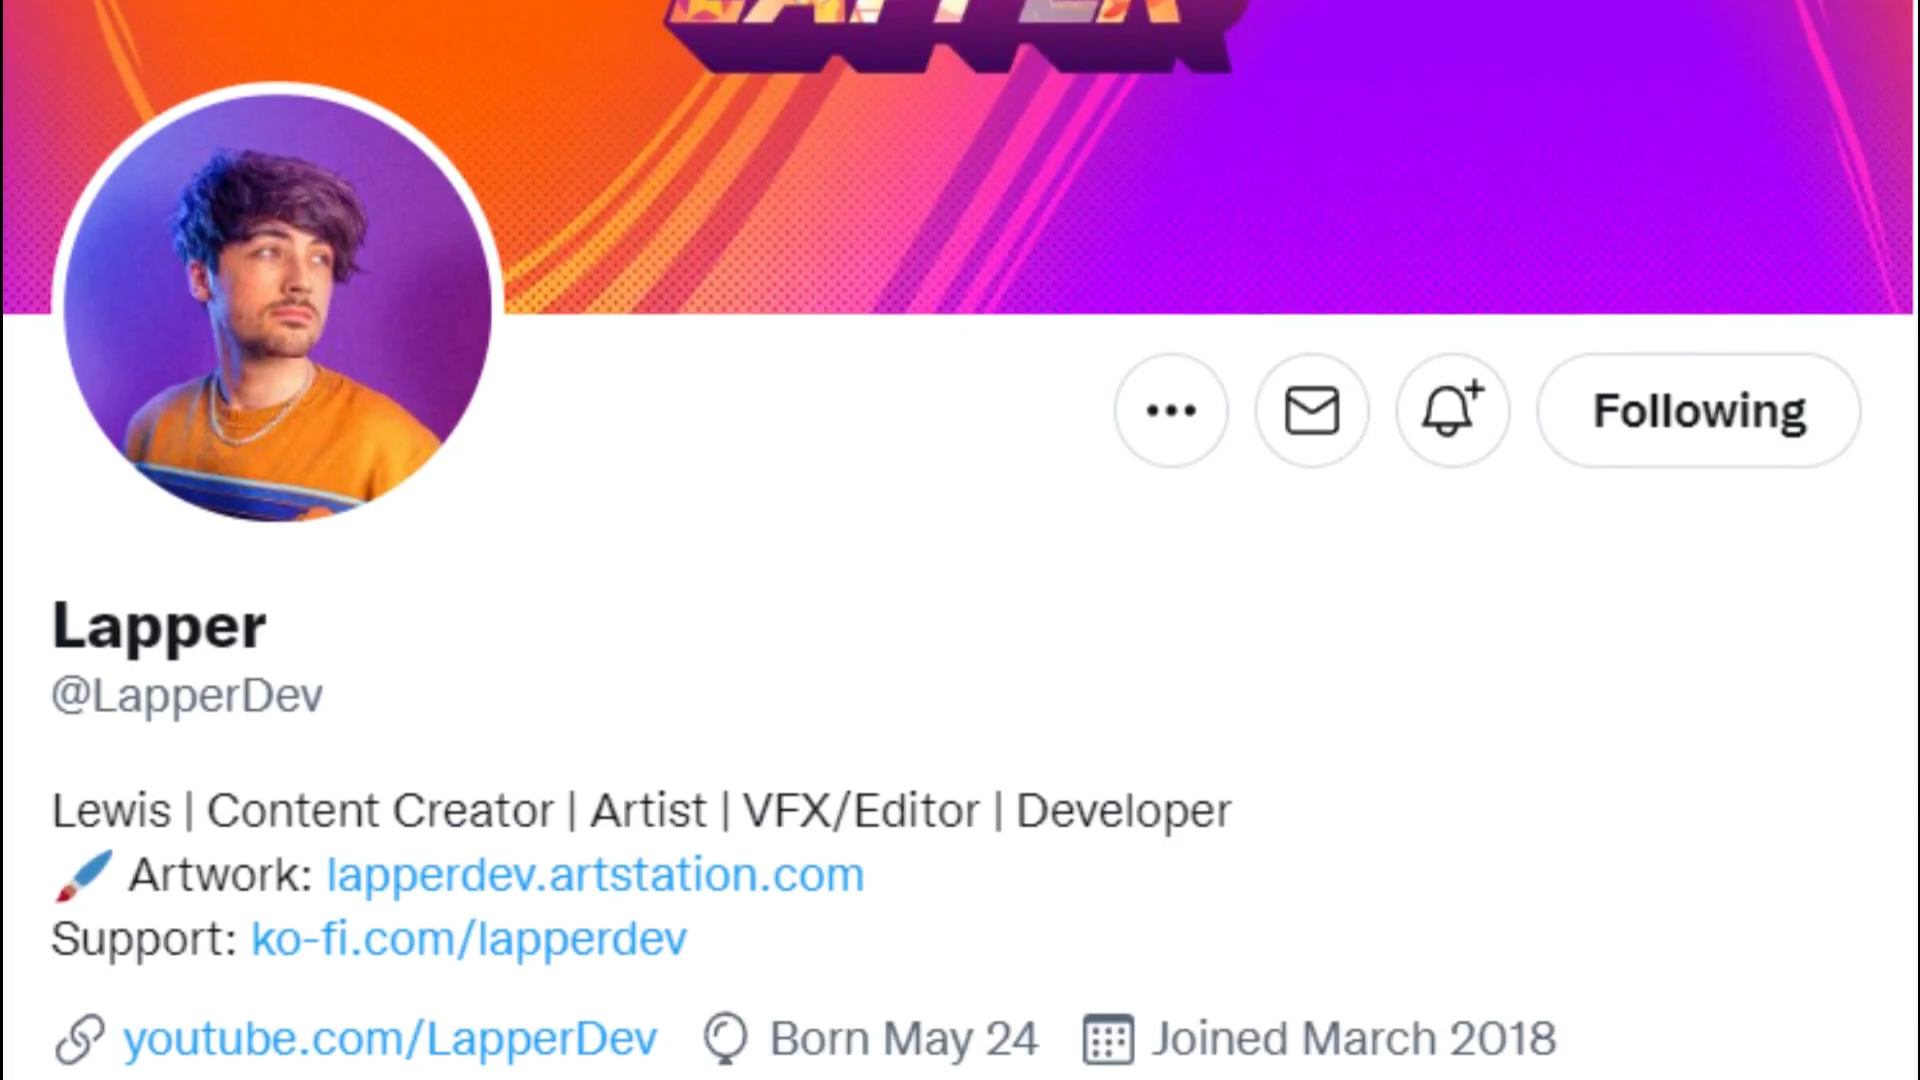 LAPPER
Following
Lapper
@LapperDev
Lewis | Content Creator | Artist | VFX/Editor | Developer
Artwork: lapperdev.artstation.com
Support: ko-fi.com/lapperdev
youtube.com/LapperDev Born May 24 Joined March 2018